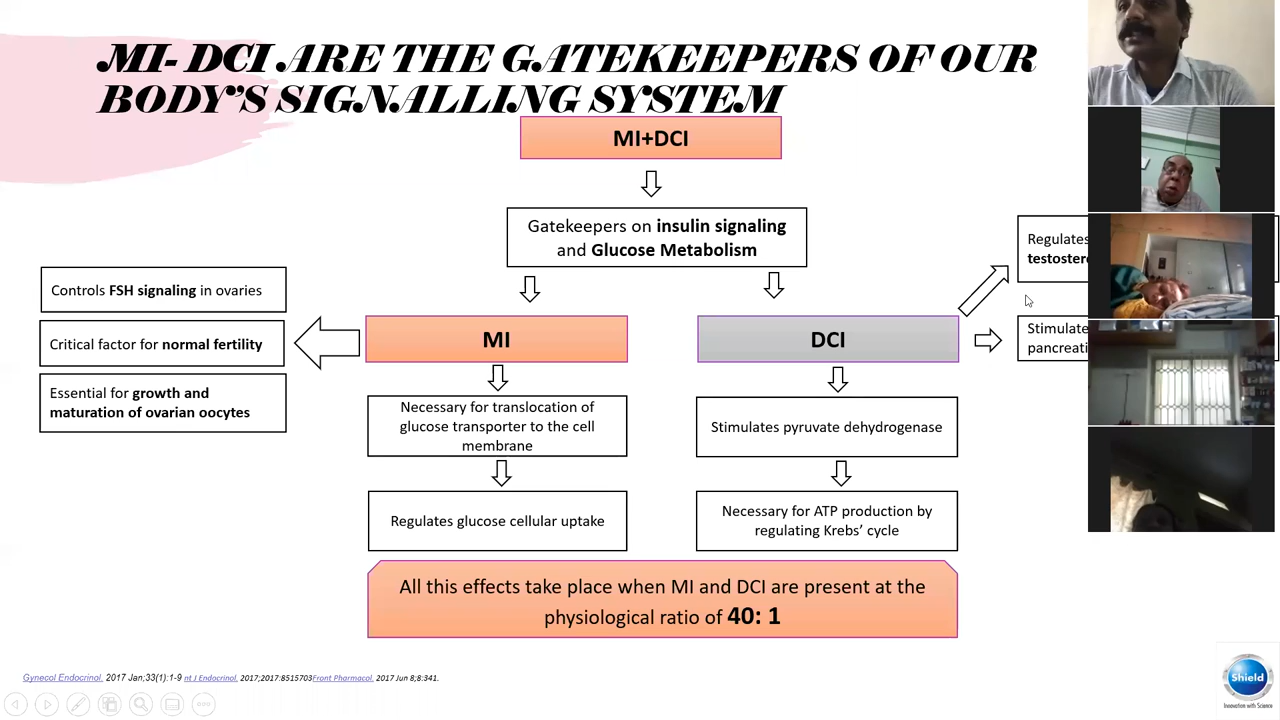 MI- DCI ARE THE GATEKEEPERS OF OUR
BODY'S SIGNALLING SYSTEM
MI+DCI
Gatekeepers on insulin signaling
and Glucose Metabolism
Controls FSH signaling in ovaries
Critical factor for normal fertility
Essential for growth and
maturation of ovarian oocytes
MI
Necessary for translocation of
glucose transporter to the cell
membrane
Regulates glucose cellular uptake
DCI
Stimulates pyruvate dehydrogenase
Necessary for ATP production by
regulating Krebs' cycle
Regulates
All this effects take place when MI and DCI are present at the
physiological ratio of 40: 1
Gynecol Endocrinol. 2017 Jan;33(1):1-9 nt J Endocrinol. 2017;2017:8515703Front Pharmacol. 2017 Jun 8;8:341.
Shield
Innovation with Science